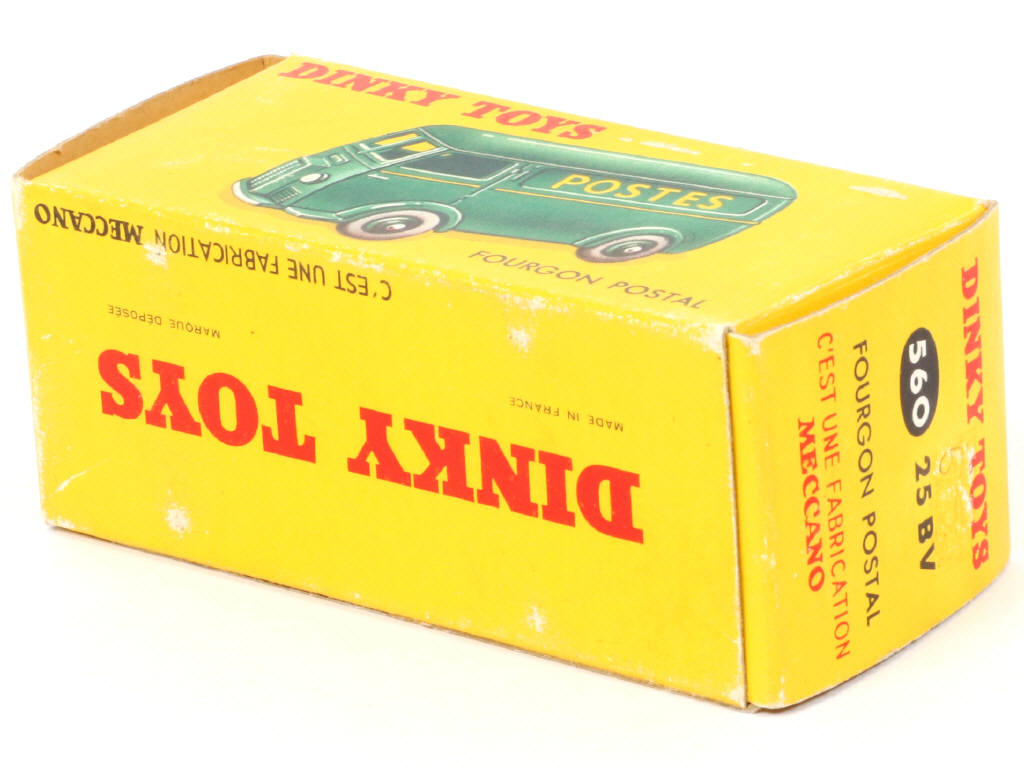 DINKY TOYS
POSTES
FOURGON POSTAL
DINKY TOYS
MADE IN FRANCE
MARQUE DÉPOSÉE
C'EST UNE FABRICATION MECCANO
DINKY TOYS
560 25 BV
FOURGON POSTAL
C'EST UNE FABRICATION
MECCANO